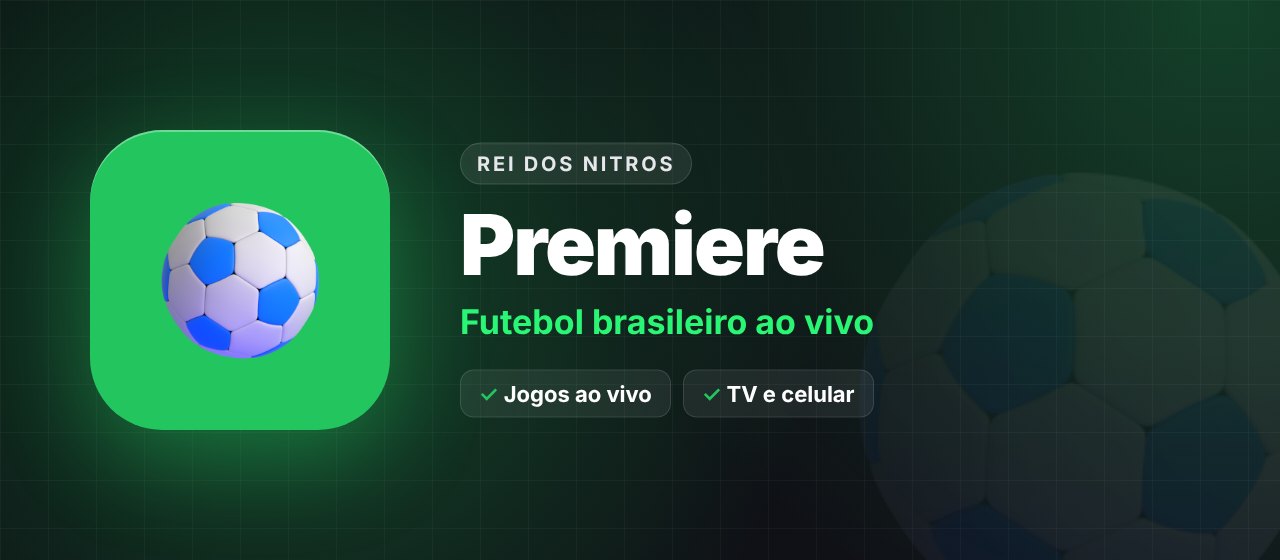 REI DOS NITROS
Premiere
Futebol brasileiro ao vivo
✓ Jogos ao vivo ✓ TV e celular